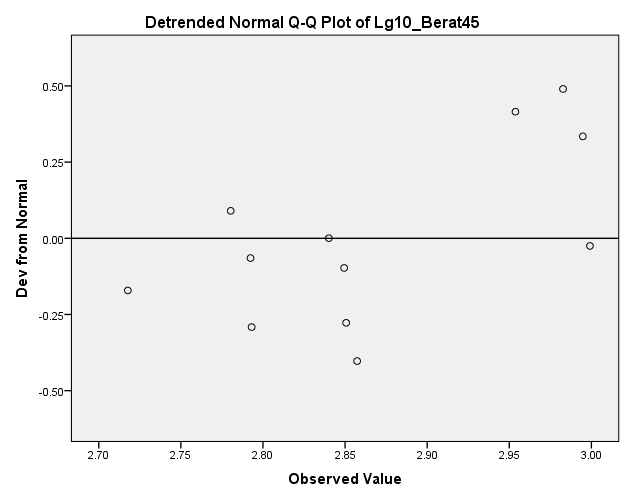 Detrended Normal Q-Q Plot of Lg10_Berat45
Dev from Normal
0.50
0.25
0.00
-0.25
-0.50
2.70 2.75 2.80 2.85 2.90 2.95 3.00
Observed Value